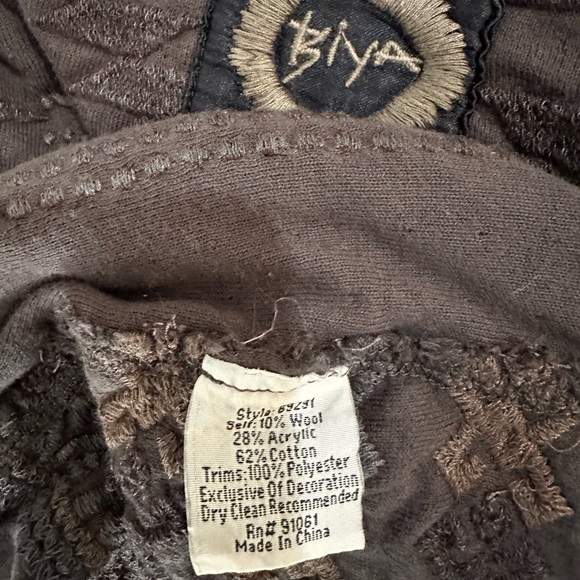 Biya
Style: 69291
Self: 10% Wool
28% Acrylic
62% Cotton
Trims: 100% Polyester
Exclusive Of Decoration
Dry Clean Recommended
Rn# 91061
Made In China